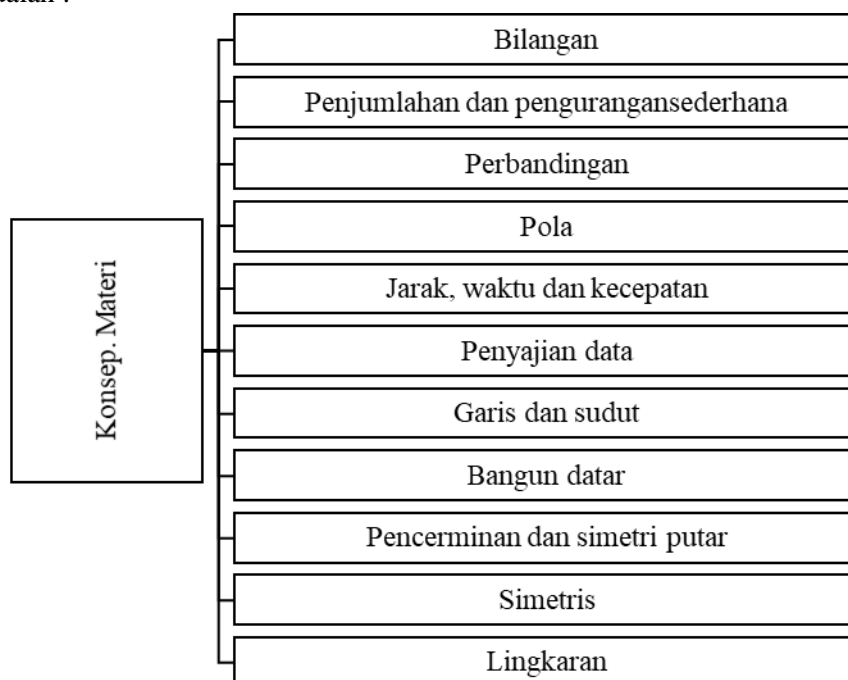 Bilangan
Penjumlahan dan pengurangansederhana
Perbandingan
Pola
Jarak, waktu dan kecepatan
Konsep. Materi
Penyajian data
Garis dan sudut
Bangun datar
Pencerminan dan simetri putar
Simetris
Lingkaran